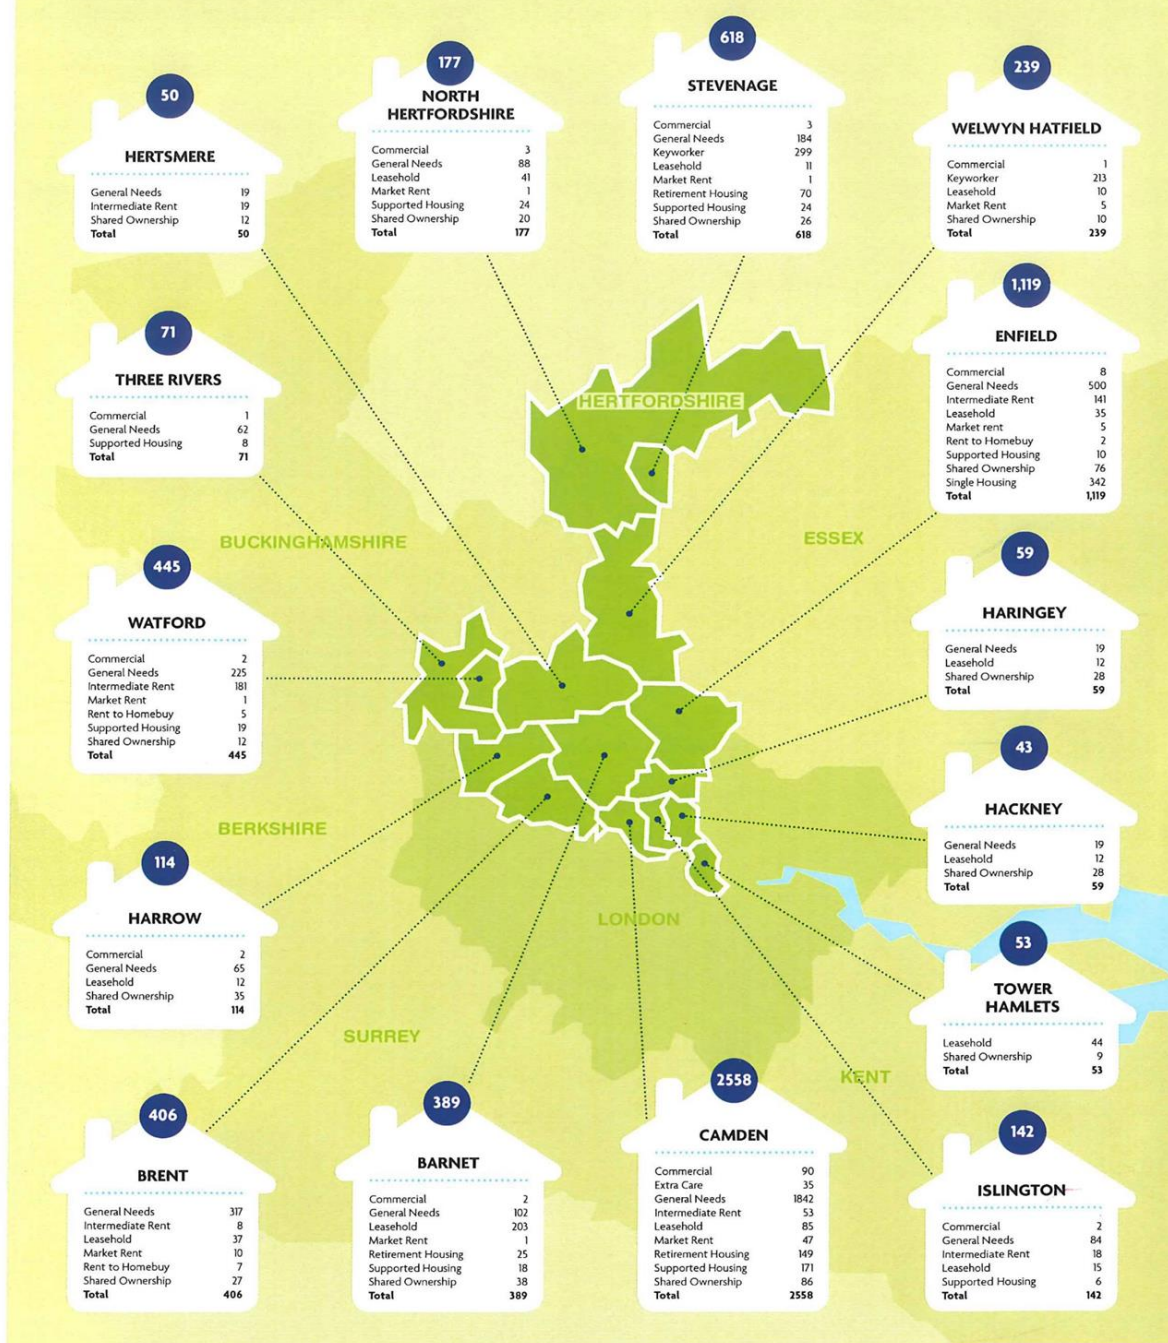 50
HERTSMERE
General Needs 19
Intermediate Rent 19
Shared Ownership 12
Total 50
177
NORTH
HERTFORDSHIRE
Commercial 3
General Needs 88
Leasehold 41
Market Rent 1
Supported Housing 24
Shared Ownership 20
Total 177
618
STEVENAGE
Commercial 3
General Needs 184
Keyworker 299
Leasehold 11
Market Rent 1
Retirement Housing 70
Supported Housing 24
Shared Ownership 26
Total 618
239
WELWYN HATFIELD
Commercial 1
Keyworker 213
Leasehold 10
Market Rent 5
Shared Ownership 10
Total 239
71
THREE RIVERS
Commercial 1
General Needs 62
Supported Housing 8
Total 71
1,119
ENFIELD
Commercial 8
General Needs 500
Intermediate Rent 141
Leasehold 35
Market rent 5
Rent to Homebuy 2
Supported Housing 10
Shared Ownership 76
Single Housing 342
Total 1,119
HERTFORDSHIRE
BUCKINGHAMSHIRE
ESSEX
445
WATFORD
Commercial 2
General Needs 225
Intermediate Rent 181
Market Rent 1
Rent to Homebuy 5
Supported Housing 19
Shared Ownership 12
Total 445
59
HARINGEY
General Needs 19
Leasehold 12
Shared Ownership 28
Total 59
43
HACKNEY
General Needs 19
Leasehold 12
Shared Ownership 28
Total 59
BERKSHIRE
114
HARROW
Commercial 2
General Needs 65
Leasehold 12
Shared Ownership 35
Total 114
LONDON
53
TOWER
HAMLETS
Leasehold 44
Shared Ownership 9
Total 53
SURREY
KENT
406
BRENT
General Needs 317
Intermediate Rent 8
Leasehold 37
Market Rent 10
Rent to Homebuy 7
Shared Ownership 27
Total 406
389
BARNET
Commercial 2
General Needs 102
Leasehold 203
Market Rent 1
Retirement Housing 25
Supported Housing 18
Shared Ownership 38
Total 389
2558
CAMDEN
Commercial 90
Extra Care 35
General Needs 1842
Intermediate Rent 53
Leasehold 85
Market Rent 47
Retirement Housing 149
Supported Housing 171
Shared Ownership 86
Total 2558
142
ISLINGTON
Commercial 2
General Needs 84
Intermediate Rent 18
Leasehold 15
Supported Housing 6
Total 142